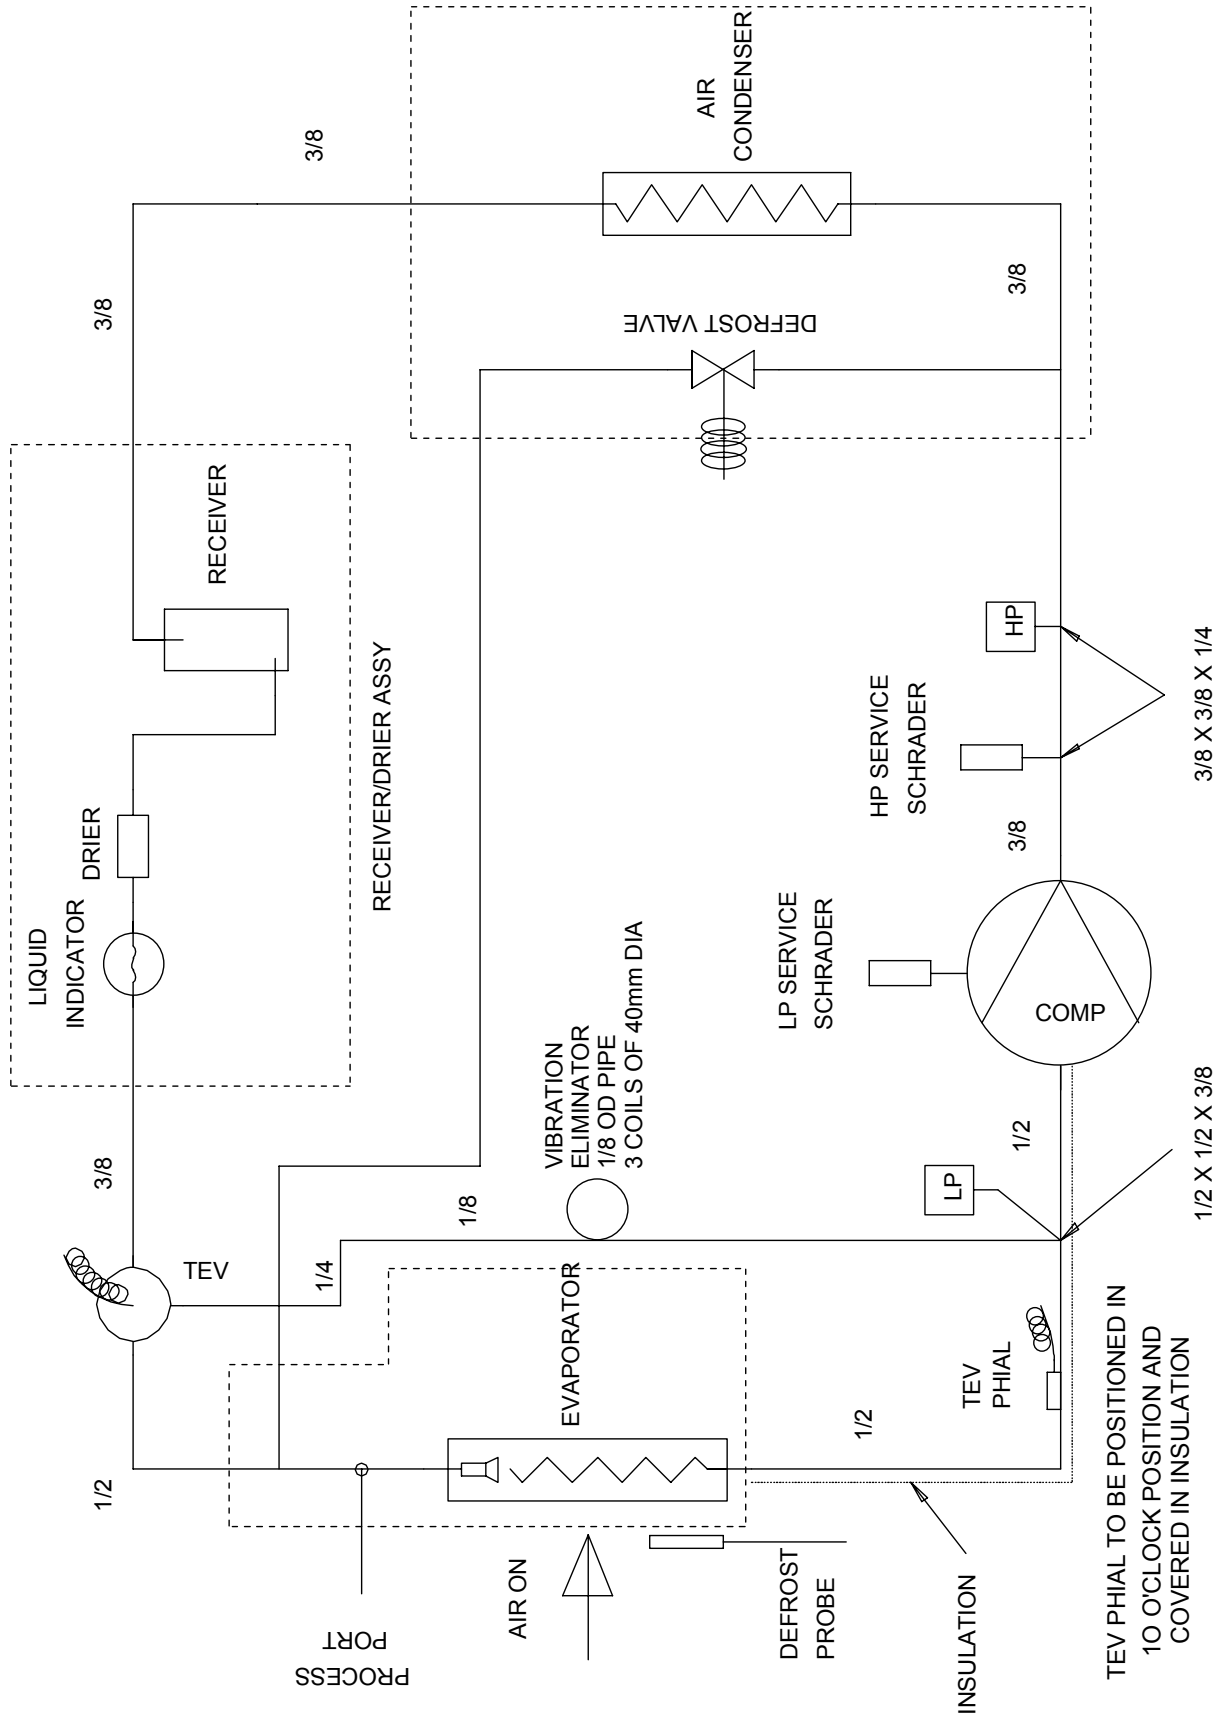 1/2
3/8
LIQUID
INDICATOR
DRIER
RECEIVER
3/8
3/8
TEV
RECEIVER/DRIER ASSY
1/4
1/8
PROCESS
PORT
AIR ON
EVAPORATOR
VIBRATION
ELIMINATOR
1/8 OD PIPE
3 COILS OF 40mm DIA
DEFROST VALVE
AIR
CONDENSER
DEFROST
PROBE
1/2
TEV
PHIAL
LP
1/2
LP SERVICE
SCHRADER
COMP
3/8
HP SERVICE
SCHRADER
HP
3/8
INSULATION
TEV PHIAL TO BE POSITIONED IN
10 O'CLOCK POSITION AND
COVERED IN INSULATION
1/2 X 1/2 X 3/8
3/8 X 3/8 X 1/4